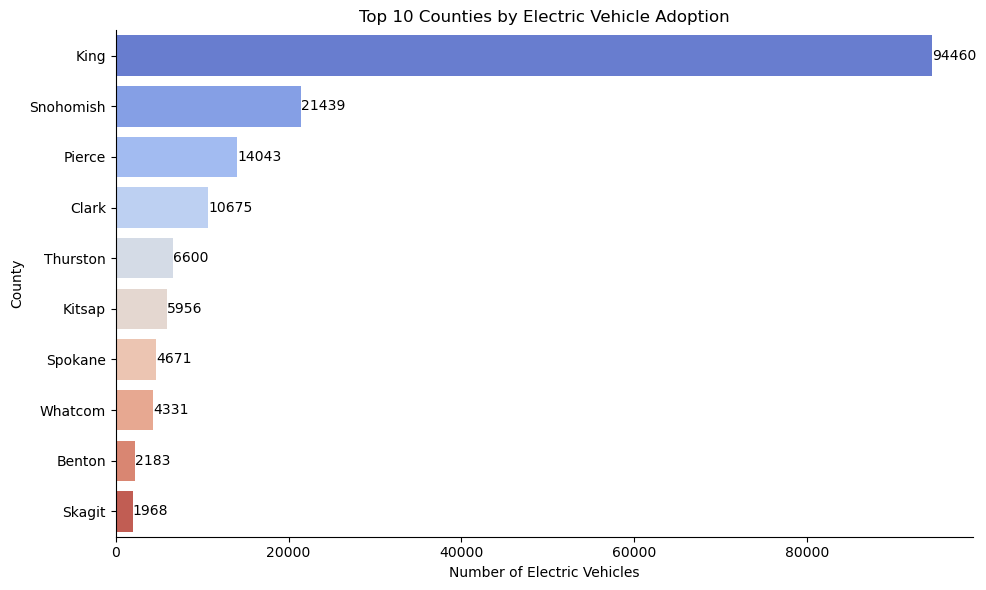 Top 10 Counties by Electric Vehicle Adoption
King 94460
Snohomish 21439
Pierce 14043
Clark 10675
Thurston 6600
Kitsap 5956
Spokane 4671
Whatcom 4331
Benton 2183
Skagit 1968
County
0 20000 40000 60000 80000
Number of Electric Vehicles